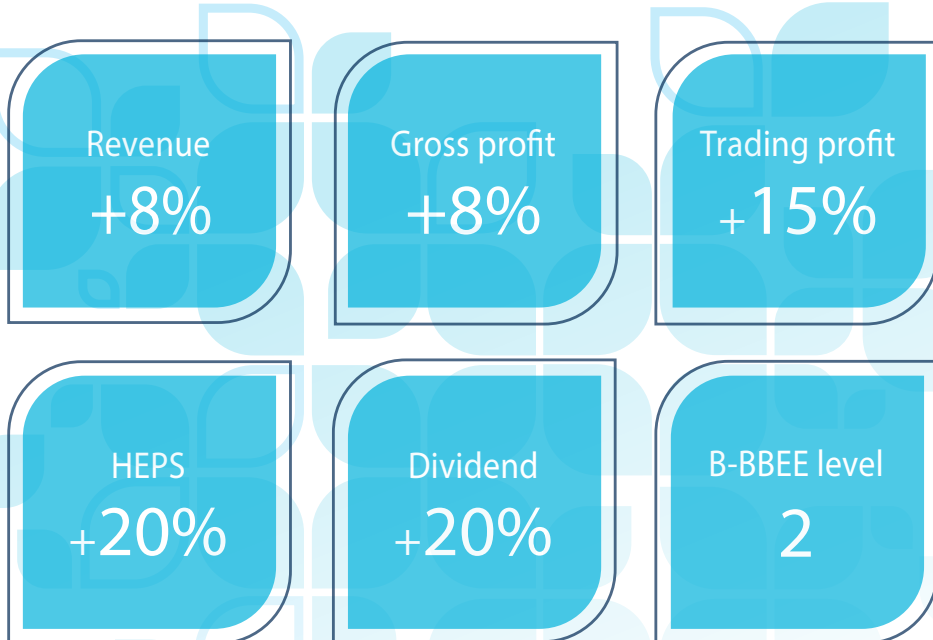 Revenue
+8%
Gross profit
+8%
Trading profit
+15%
HEPS
+20%
Dividend
+20%
B-BBEE level
2